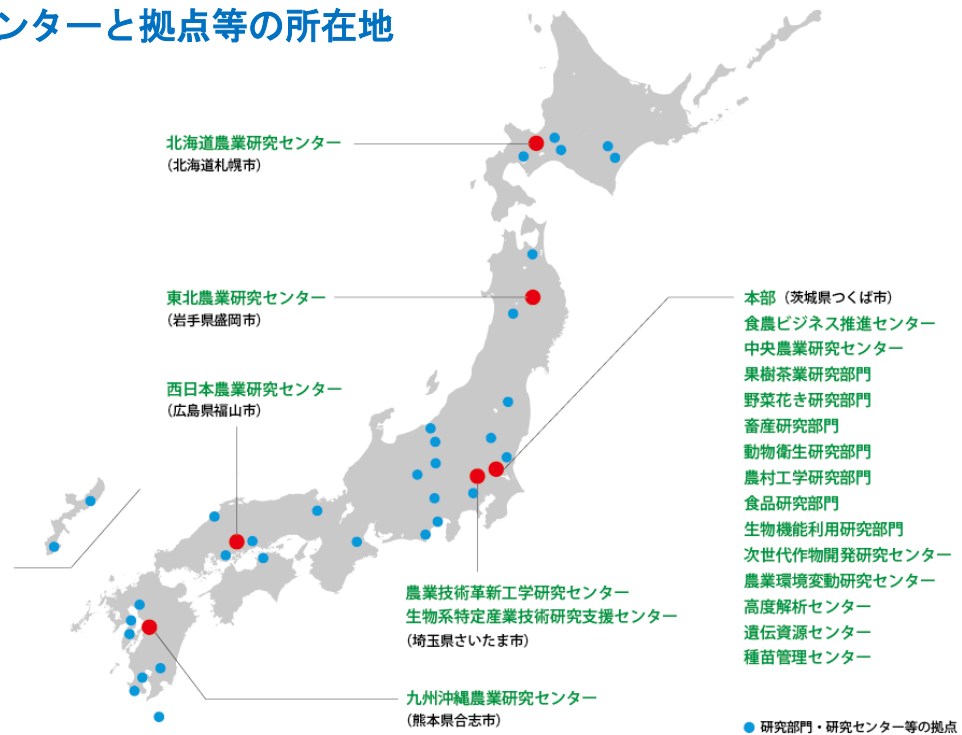 ンターと拠点等の所在地
北海道農業研究センター
（北海道札幌市）
東北農業研究センター
（岩手県盛岡市）
西日本農業研究センター
（広島県福山市）
本部（茨城県つくば市）
食農ビジネス推進センター
中央農業研究センター
果樹茶業研究部門
野菜花き研究部門
畜産研究部門
動物衛生研究部門
農村工学研究部門
食品研究部門
生物機能利用研究部門
次世代作物開発研究センター
農業環境変動研究センター
高度解析センター
遺伝資源センター
種苗管理センター
農業技術革新工学研究センター
生物系特定産業技術研究支援センター
（埼玉県さいたま市）
九州沖縄農業研究センター
（熊本県合志市）
研究部門・研究センター等の拠点